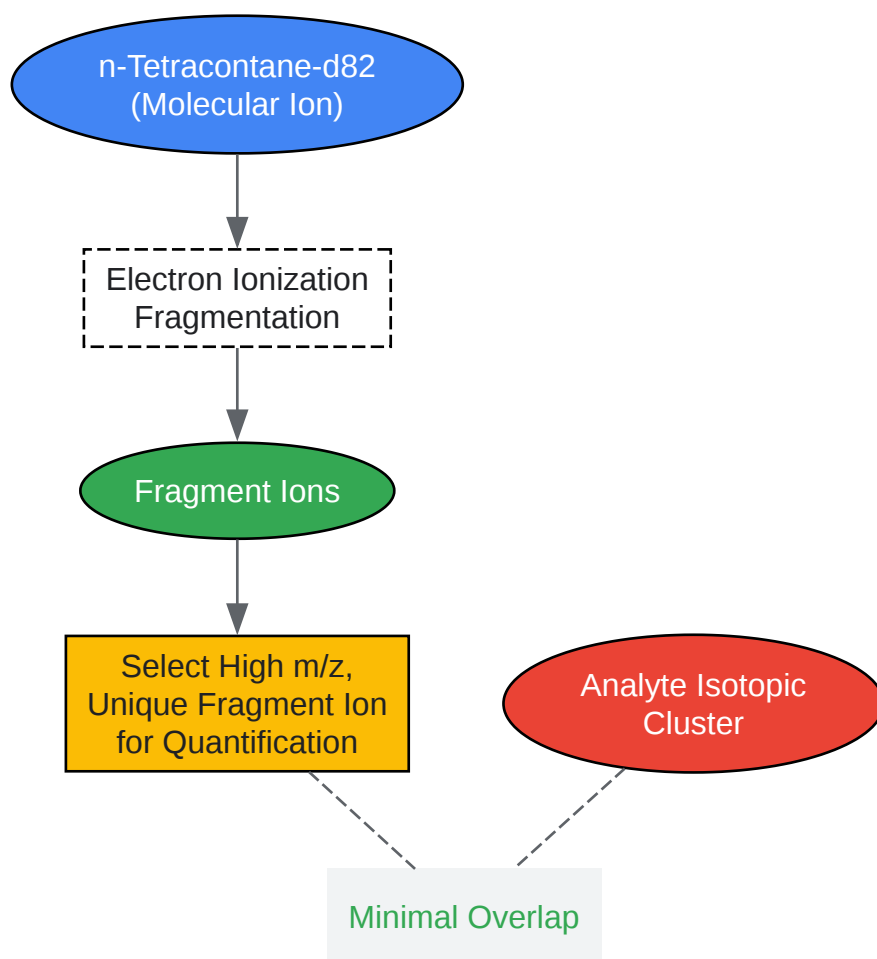 n-Tetracontane-d82
(Molecular Ion)
Electron Ionization
Fragmentation
Fragment Ions
Select High m/z,
Unique Fragment Ion
for Quantification
Analyte Isotopic
Cluster
Minimal Overlap